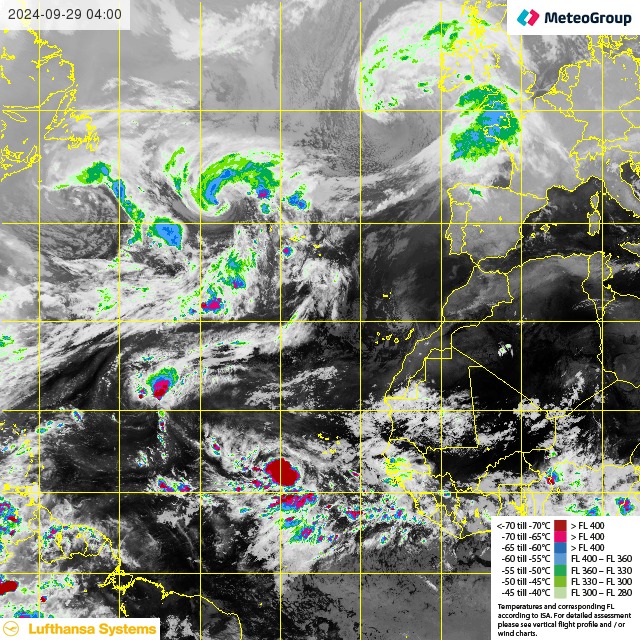 2024-09-29 04:00
MeteoGroup
<-70 till -70°C > FL 400
-70 till -65°C > FL 400
-65 till -60°C > FL 400
-60 till -55°C FL 400 – FL 360
-55 till -50°C FL 360 – FL 330
-50 till -45°C FL 330 – FL 300
-45 till -40°C FL 300 – FL 280
Temperatures and corresponding FL
according to ISA. For detailed assessment
please see vertical flight profile and / or
wind charts.
Lufthansa Systems